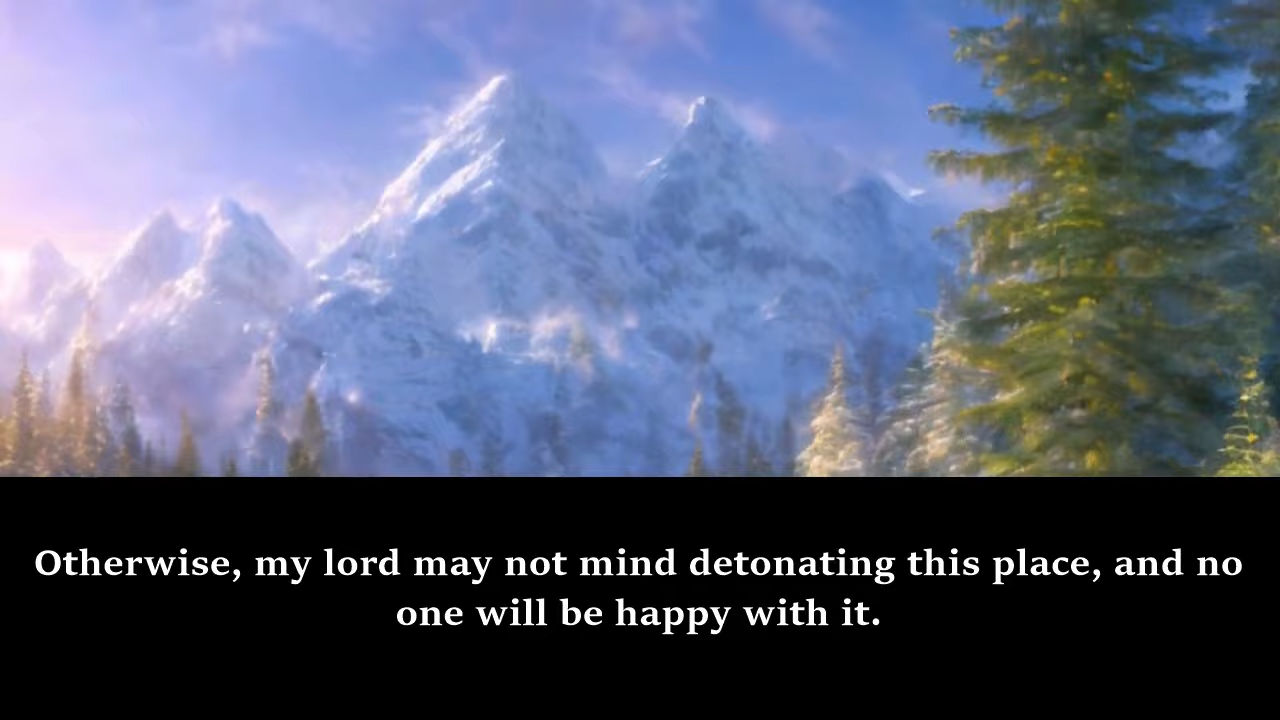 Otherwise, my lord may not mind detonating this place, and no
one will be happy with it.